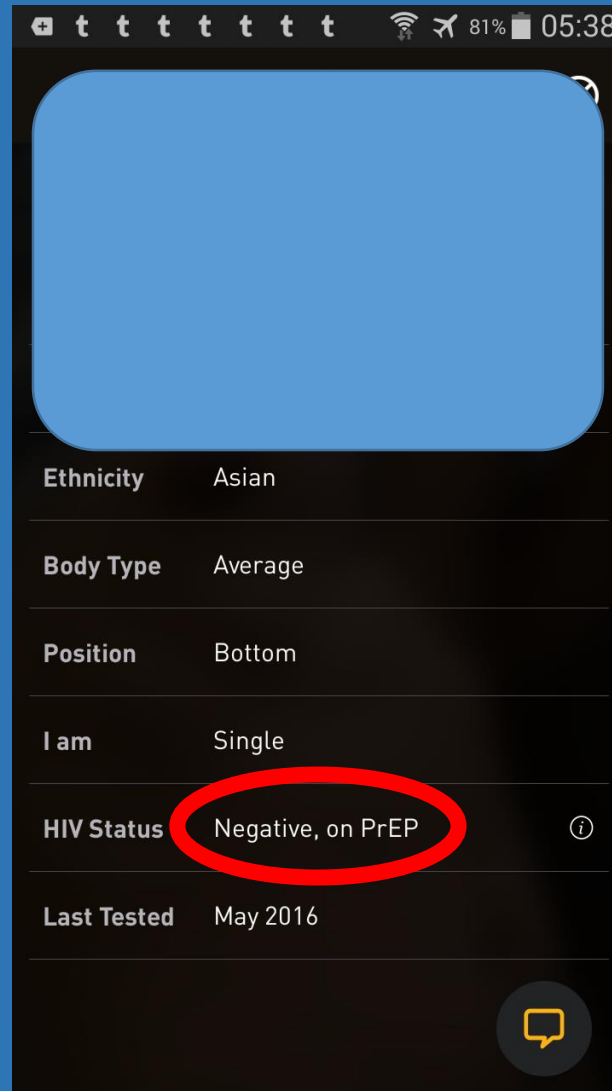 t t t t t t t 81% 05:38
Ethnicity Asian
Body Type Average
Position Bottom
I am Single
HIV Status Negative, on PrEP i
Last Tested May 2016